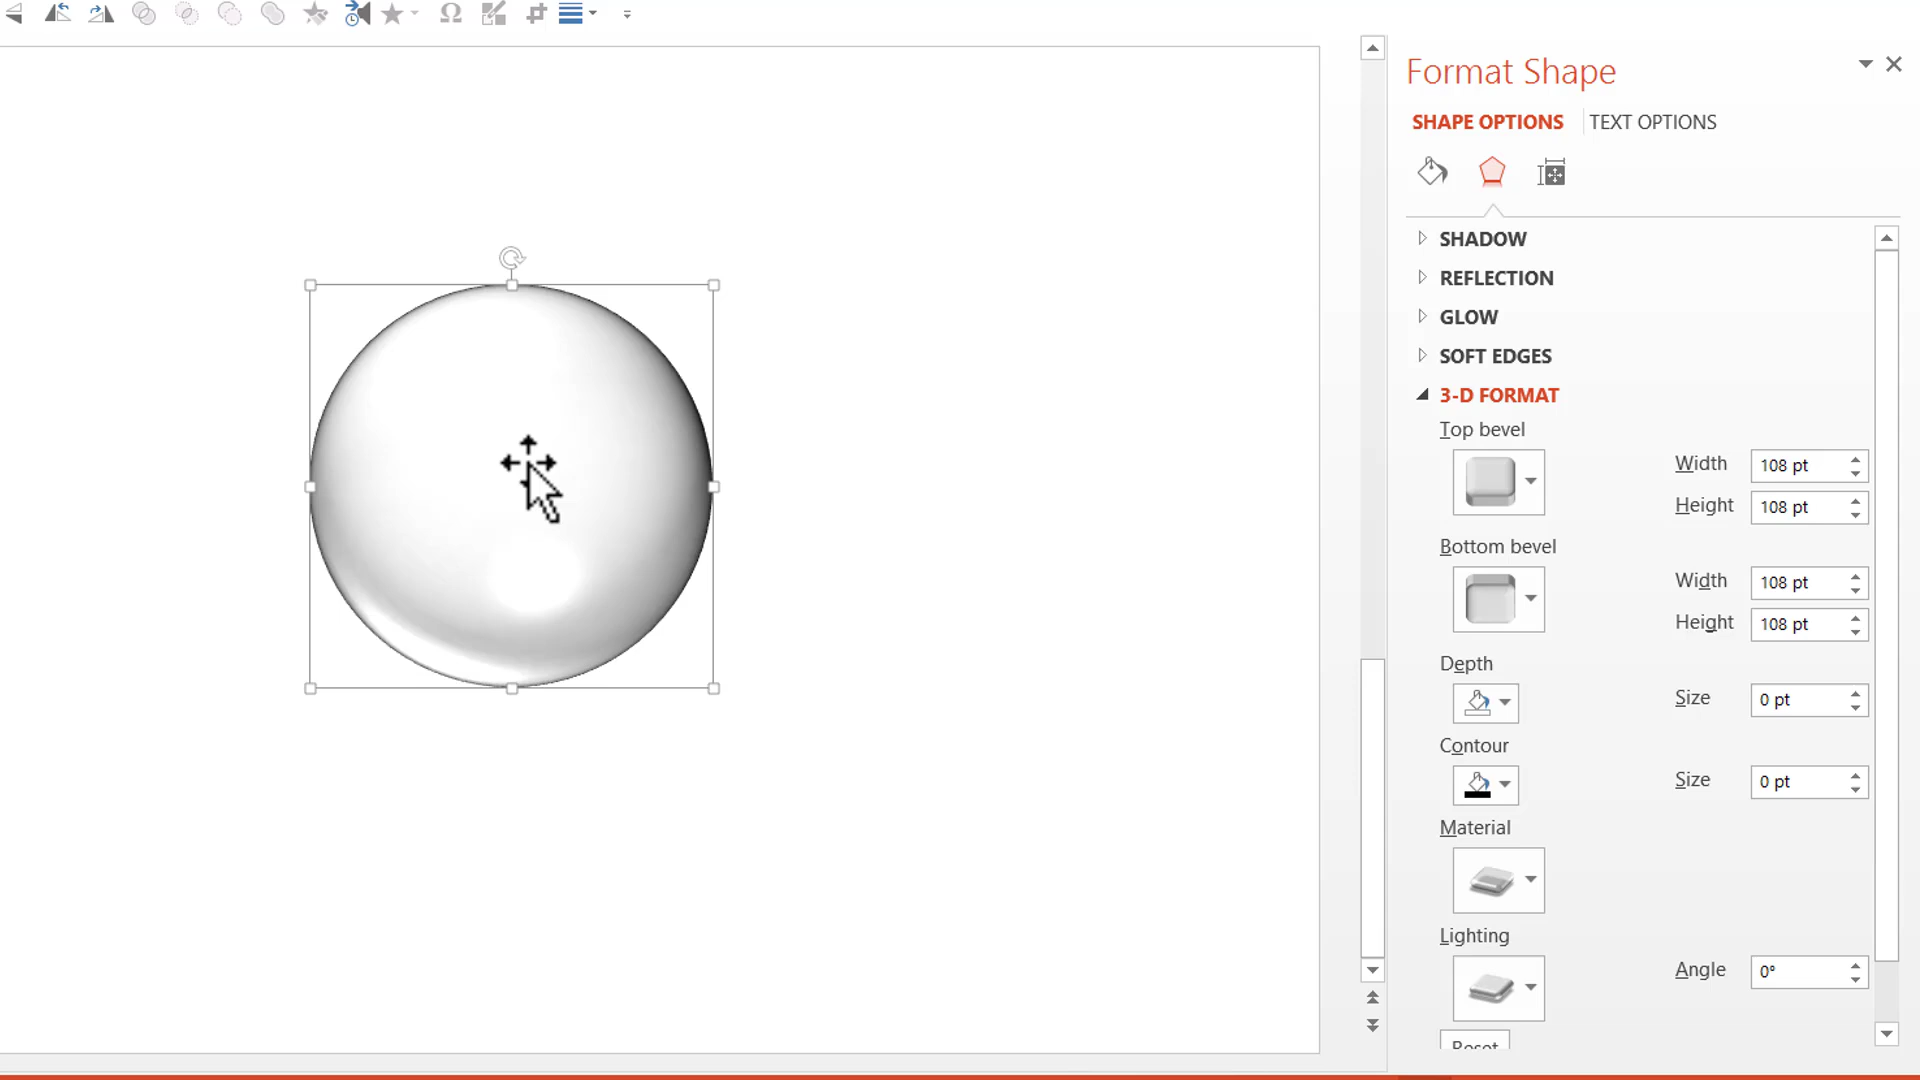 Format Shape
SHAPE OPTIONS TEXT OPTIONS
SHADOW
REFLECTION
GLOW
SOFT EDGES
3-D FORMAT
Top bevel
Width 108 pt
Height 108 pt
Bottom bevel
Width 108 pt
Height 108 pt
Depth
Size 0 pt
Contour
Size 0 pt
Material
Lighting
Angle 0°
Reset